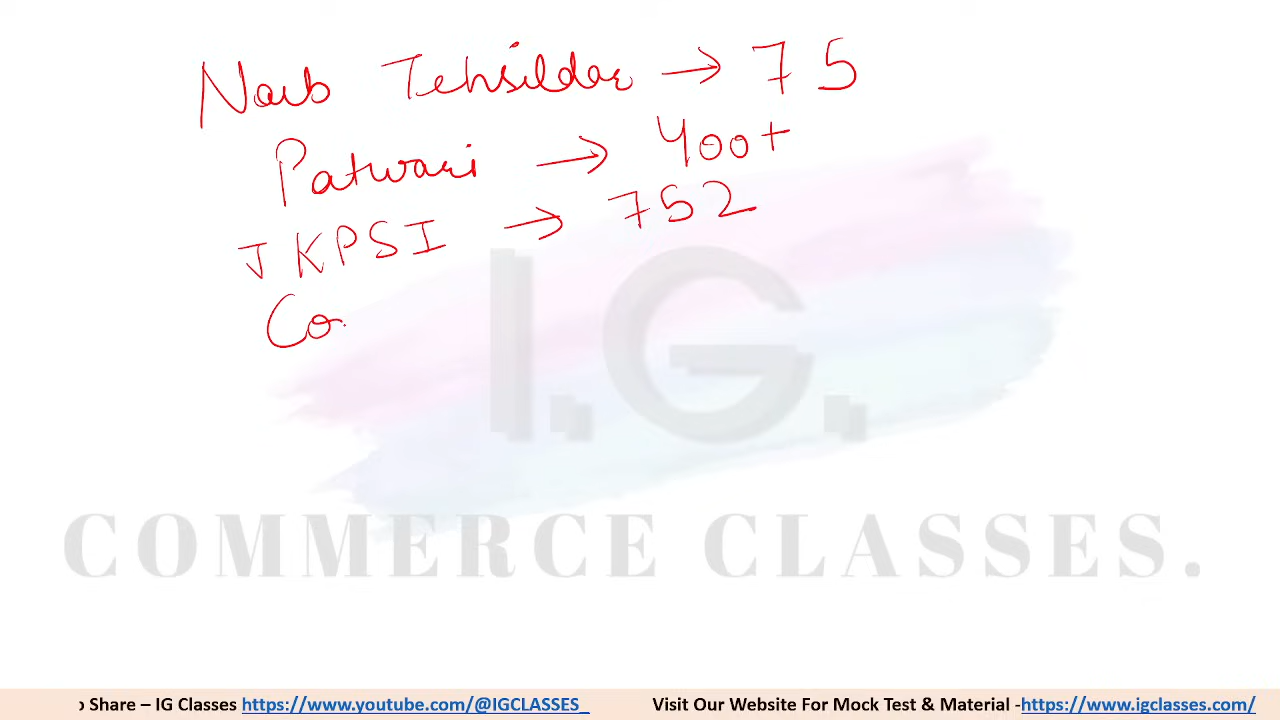 Naib Tehsildar → 75
Patwari → 400+
JKPSI → 752
Co
I.G.
COMMERCE CLASSES.
Share – IG Classes https://www.youtube.com/@IGCLASSES_ Visit Our Website For Mock Test & Material -https://www.igclasses.com/